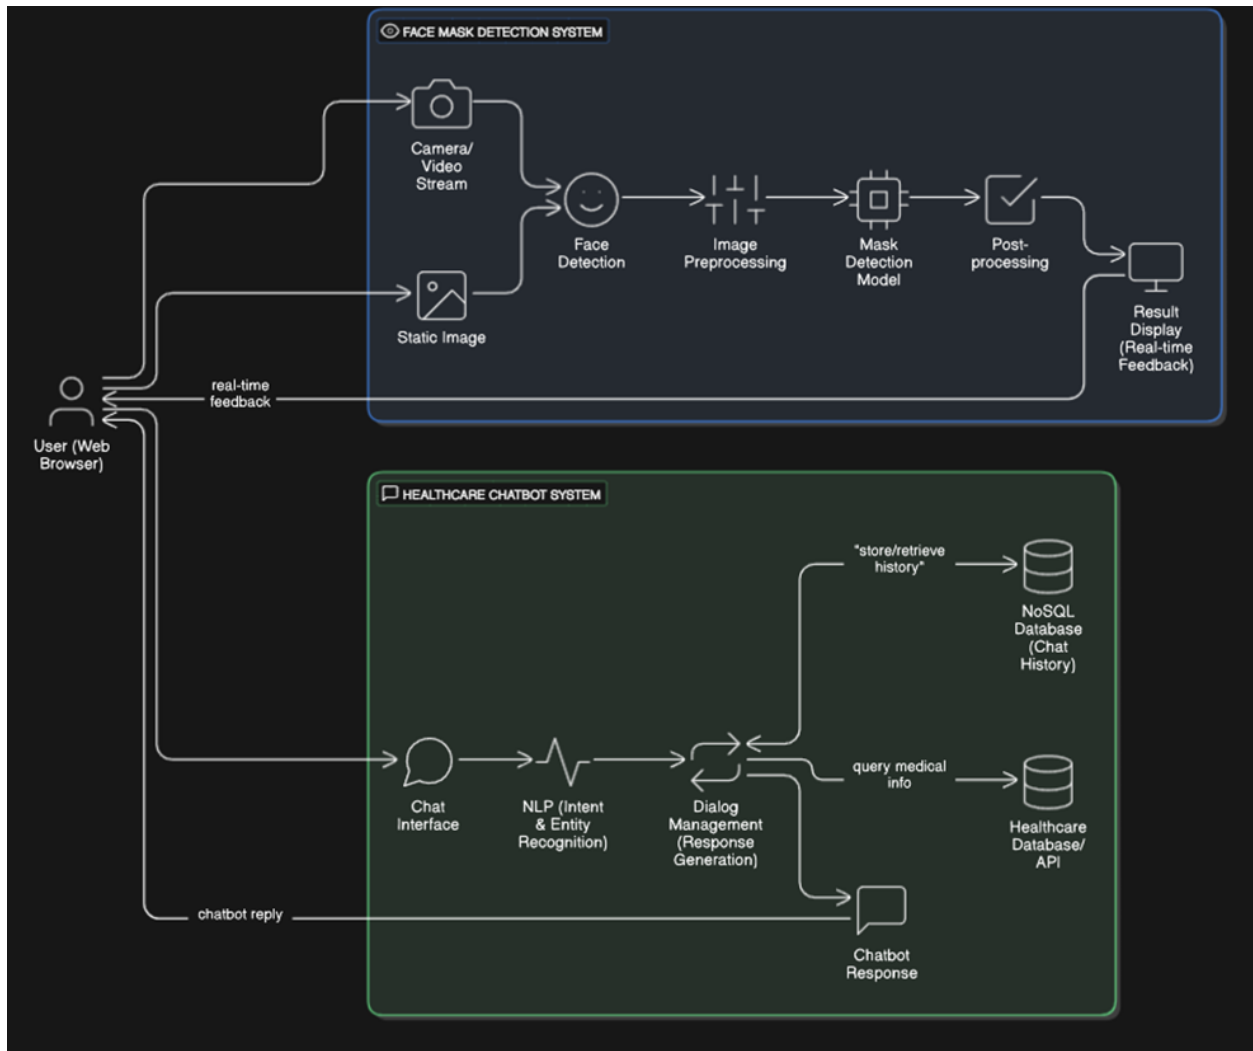 FACE MASK DETECTION SYSTEM
Camera/
Video
Stream
Face
Detection
Image
Preprocessing
Mask
Detection
Model
Post-
processing
Static Image
Result
Display
(Real-time
Feedback)
real-time
feedback
User (Web
Browser)
HEALTHCARE CHATBOT SYSTEM
"store/retrieve
history"
NoSQL
Database
(Chat
History)
Chat
Interface
NLP (Intent
& Entity
Recognition)
Dialog
Management
(Response
Generation)
query medical
info
Healthcare
Database/
API
chatbot reply
Chatbot
Response